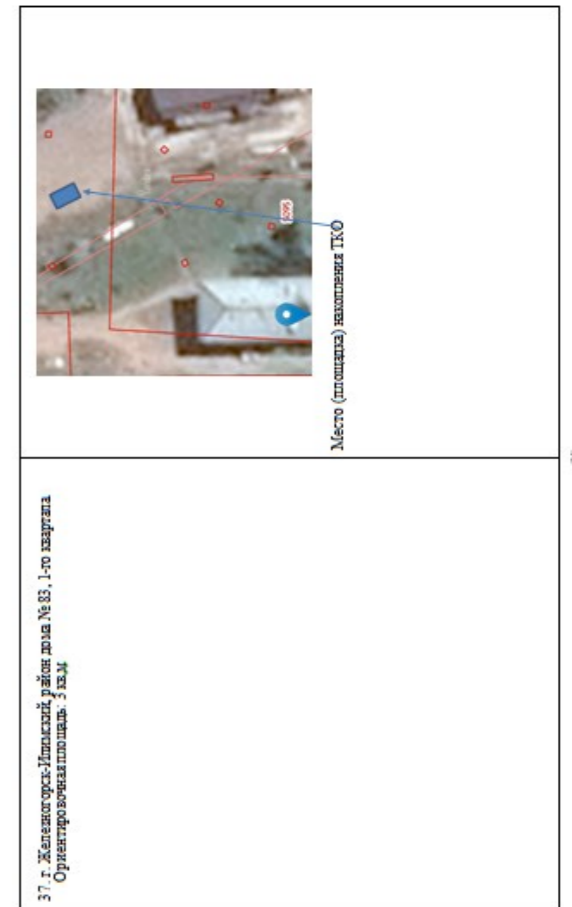 37. г. Железногорск-Илимский, район дома № 83, 1-го квартала
Ориентировочная площадь: 3 кв.м.
Место (площадка) накопления ТКО